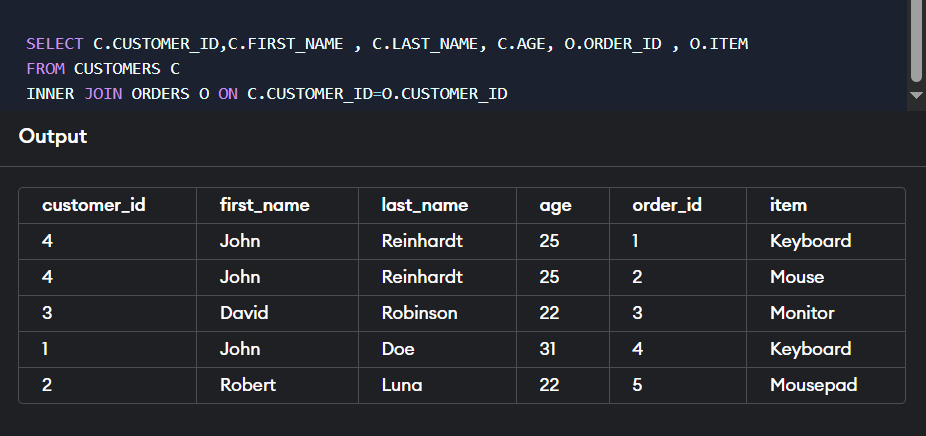 SELECT C.CUSTOMER_ID,C.FIRST_NAME , C.LAST_NAME, C.AGE, O.ORDER_ID , O.ITEM
FROM CUSTOMERS C
INNER JOIN ORDERS O ON C.CUSTOMER_ID=O.CUSTOMER_ID
Output
customer_id first_name last_name age order_id item
4 John Reinhardt 25 1 Keyboard
4 John Reinhardt 25 2 Mouse
3 David Robinson 22 3 Monitor
1 John Doe 31 4 Keyboard
2 Robert Luna 22 5 Mousepad